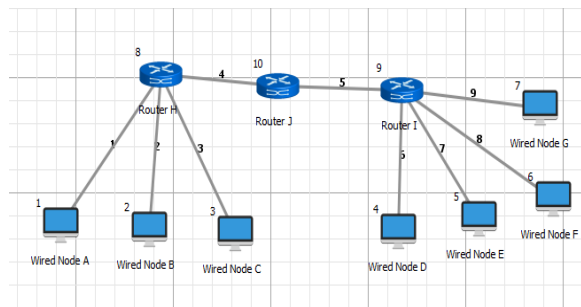 8
10
9
7
4
5
9
Router H
Router J
Router I
Wired Node G
1
2
3
6
7
8
1
2
3
4
5
6
Wired Node A
Wired Node B
Wired Node C
Wired Node D
Wired Node E
Wired Node F